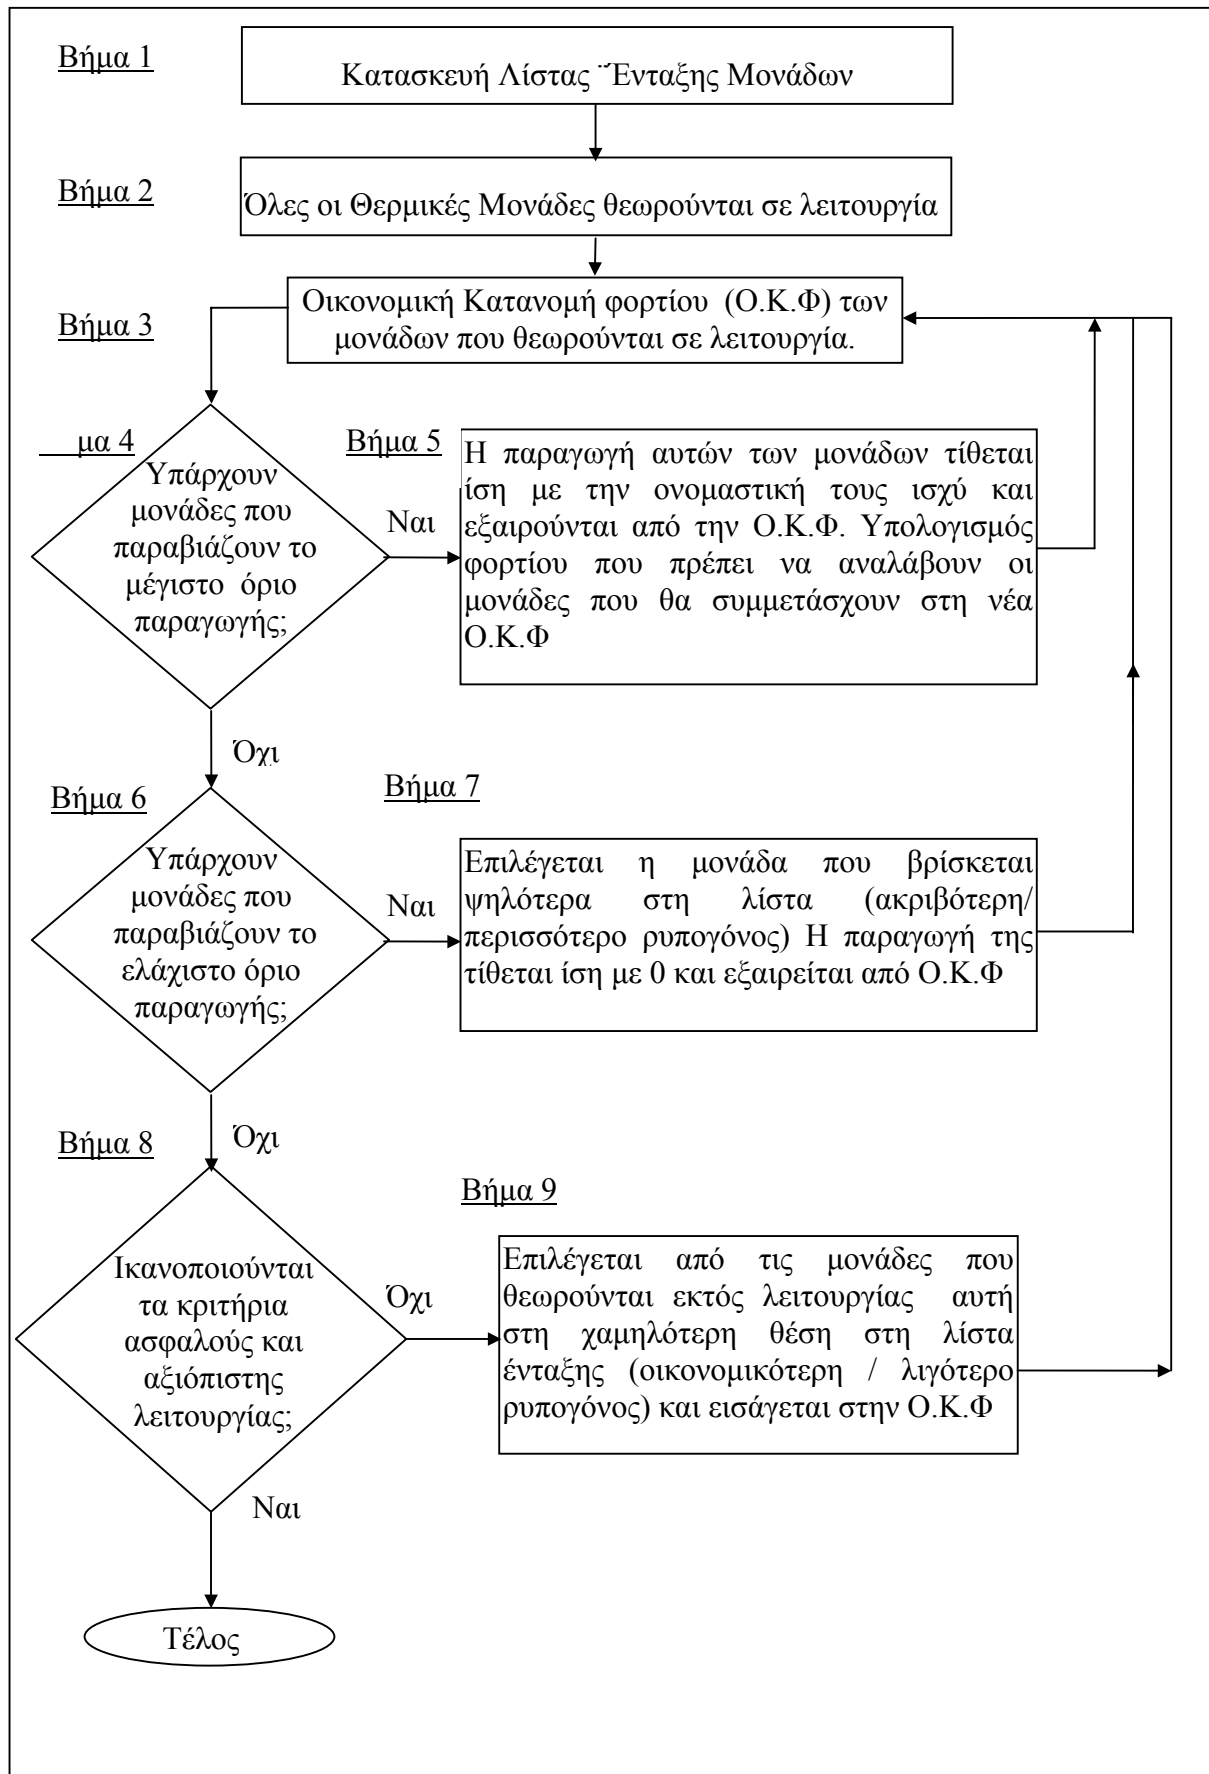 Βήμα 1
Κατασκευή Λίστας ¨Ένταξης Μονάδων
Βήμα 2
Όλες οι Θερμικές Μονάδες θεωρούνται σε λειτουργία
Βήμα 3
Οικονομική Κατανομή φορτίου (Ο.Κ.Φ) των
μονάδων που θεωρούνται σε λειτουργία.
μα 4
Υπάρχουν
μονάδες που
παραβιάζουν το
μέγιστο όριο
παραγωγής;
Ναι
Βήμα 5
Η παραγωγή αυτών των μονάδων τίθεται
ίση με την ονομαστική τους ισχύ και
εξαιρούνται από την Ο.Κ.Φ. Υπολογισμός
φορτίου που πρέπει να αναλάβουν οι
μονάδες που θα συμμετάσχουν στη νέα
Ο.Κ.Φ
Όχι
Βήμα 6
Υπάρχουν
μονάδες που
παραβιάζουν το
ελάχιστο όριο
παραγωγής;
Ναι
Βήμα 7
Επιλέγεται η μονάδα που βρίσκεται
ψηλότερα στη λίστα (ακριβότερη/
περισσότερο ρυπογόνος) Η παραγωγή της
τίθεται ίση με 0 και εξαιρείται από Ο.Κ.Φ
Όχι
Βήμα 8
Ικανοποιούνται
τα κριτήρια
ασφαλούς και
αξιόπιστης
λειτουργίας;
Όχι
Βήμα 9
Επιλέγεται από τις μονάδες που
θεωρούνται εκτός λειτουργίας αυτή
στη χαμηλότερη θέση στη λίστα
ένταξης (οικονομικότερη / λιγότερο
ρυπογόνος) και εισάγεται στην Ο.Κ.Φ
Ναι
Τέλος